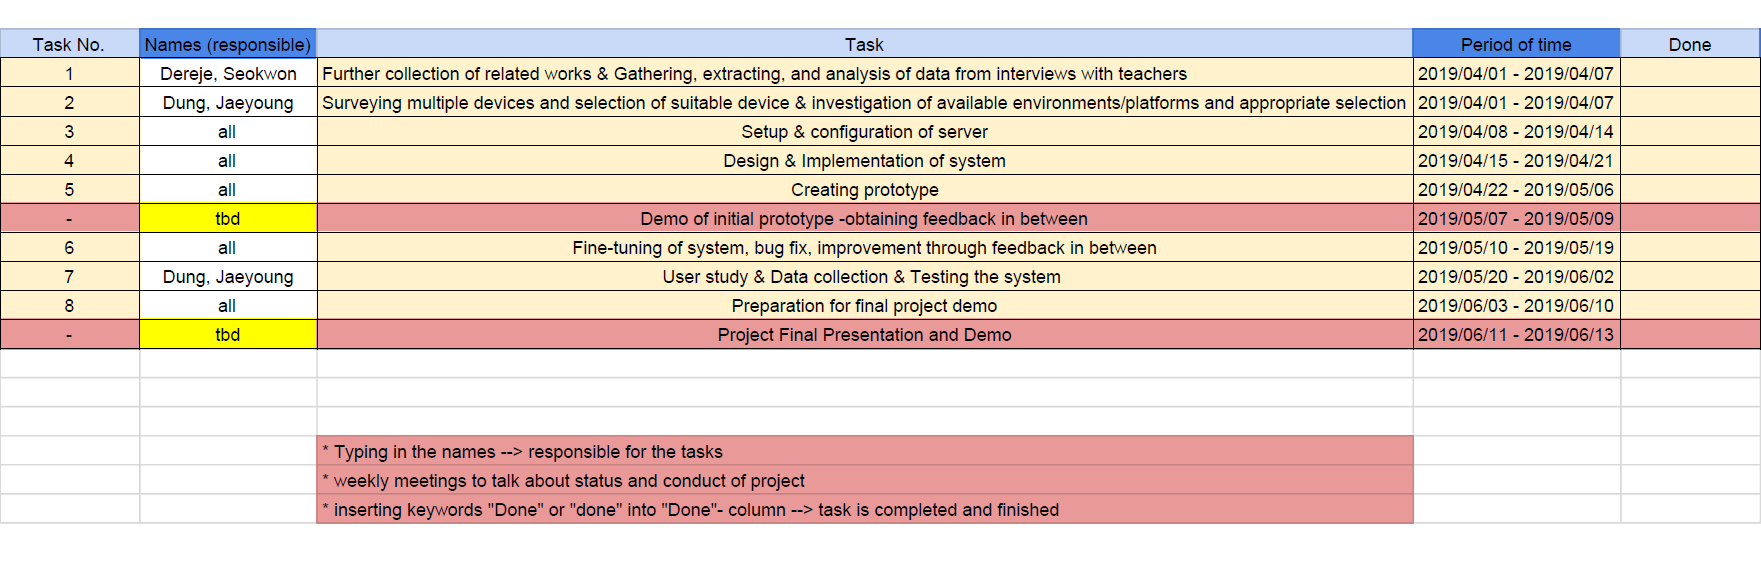 Task No. Names (responsible) Task Period of time Done
1 Dereje, Seokwon Further collection of related works & Gathering, extracting, and analysis of data from interviews with teachers 2019/04/01 - 2019/04/07
2 Dung, Jaeyoung Surveying multiple devices and selection of suitable device & investigation of available environments/platforms and appropriate selection 2019/04/01 - 2019/04/07
3 all Setup & configuration of server 2019/04/08 - 2019/04/14
4 all Design & Implementation of system 2019/04/15 - 2019/04/21
5 all Creating prototype 2019/04/22 - 2019/05/06
- tbd Demo of initial prototype -obtaining feedback in between 2019/05/07 - 2019/05/09
6 all Fine-tuning of system, bug fix, improvement through feedback in between 2019/05/10 - 2019/05/19
7 Dung, Jaeyoung User study & Data collection & Testing the system 2019/05/20 - 2019/06/02
8 all Preparation for final project demo 2019/06/03 - 2019/06/10
- tbd Project Final Presentation and Demo 2019/06/11 - 2019/06/13
* Typing in the names --> responsible for the tasks
* weekly meetings to talk about status and conduct of project
* inserting keywords "Done" or "done" into "Done"- column --> task is completed and finished